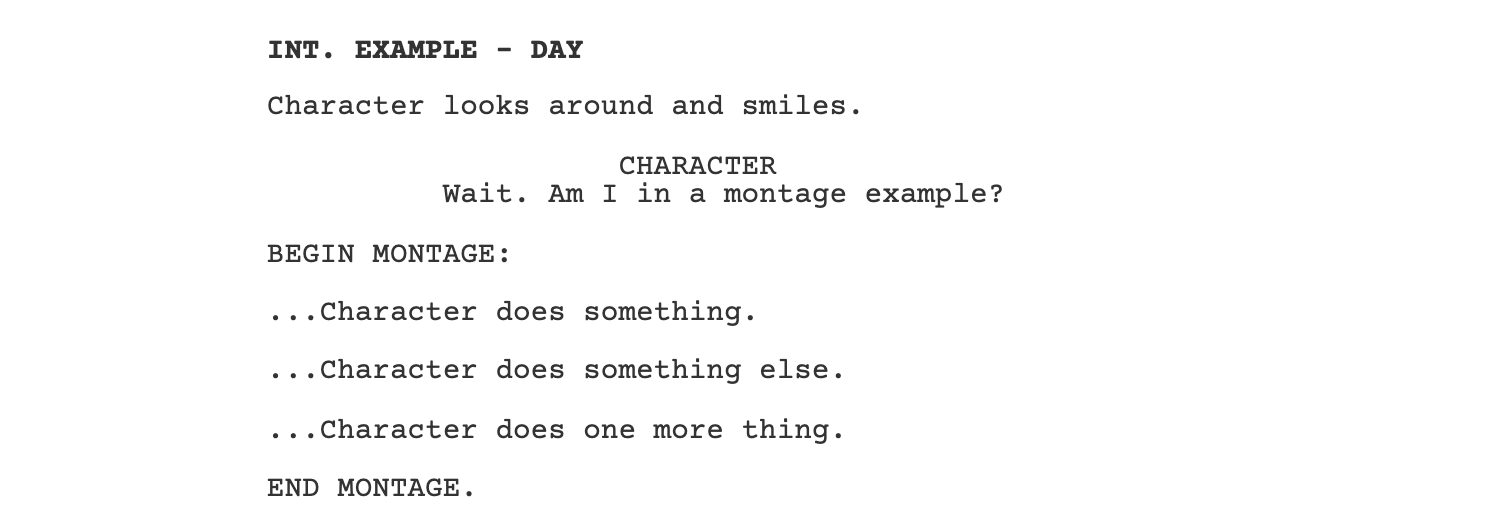 INT. EXAMPLE - DAY
Character looks around and smiles.
CHARACTER
Wait. Am I in a montage example?
BEGIN MONTAGE:
...Character does something.
...Character does something else.
...Character does one more thing.
END MONTAGE.